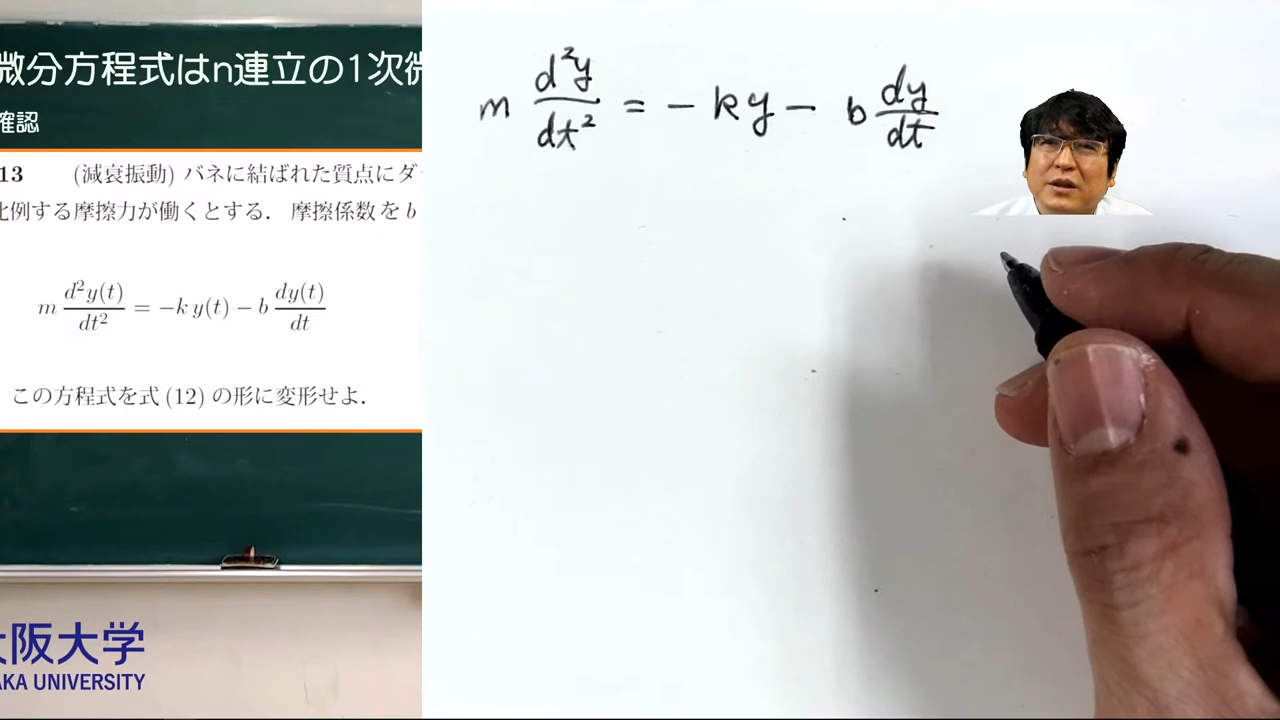 微分方程式はn連立の1次微
確認
13 (減衰振動) バネに結ばれた質点にダ
比例する摩擦力が働くとする. 摩擦係数を b
m d²y(t)/dt² = −k y(t) − b dy(t)/dt
この方程式を式 (12) の形に変形せよ.
大阪大学
AKA UNIVERSITY
m d²y/dt² = − ky − b dy/dt